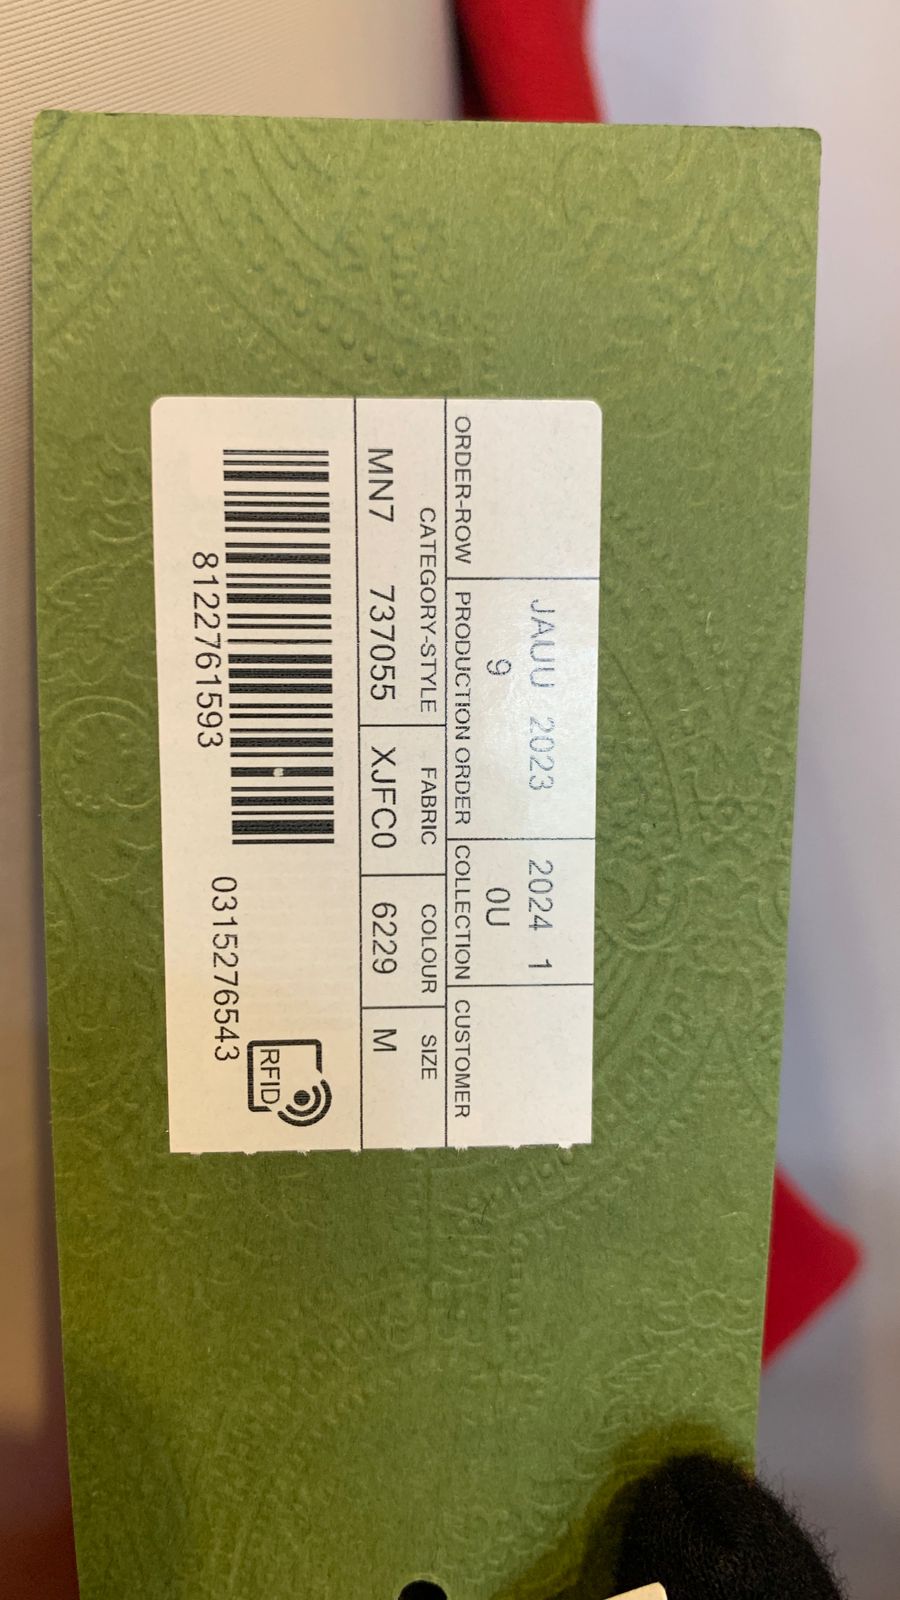 JAUU 2023 2024 1
9 0U
ORDER-ROW PRODUCTION ORDER COLLECTION CUSTOMER
CATEGORY-STYLE FABRIC COLOUR SIZE
MN7 737055 XJFC0 6229 M
RFID
8122761593 0315276543